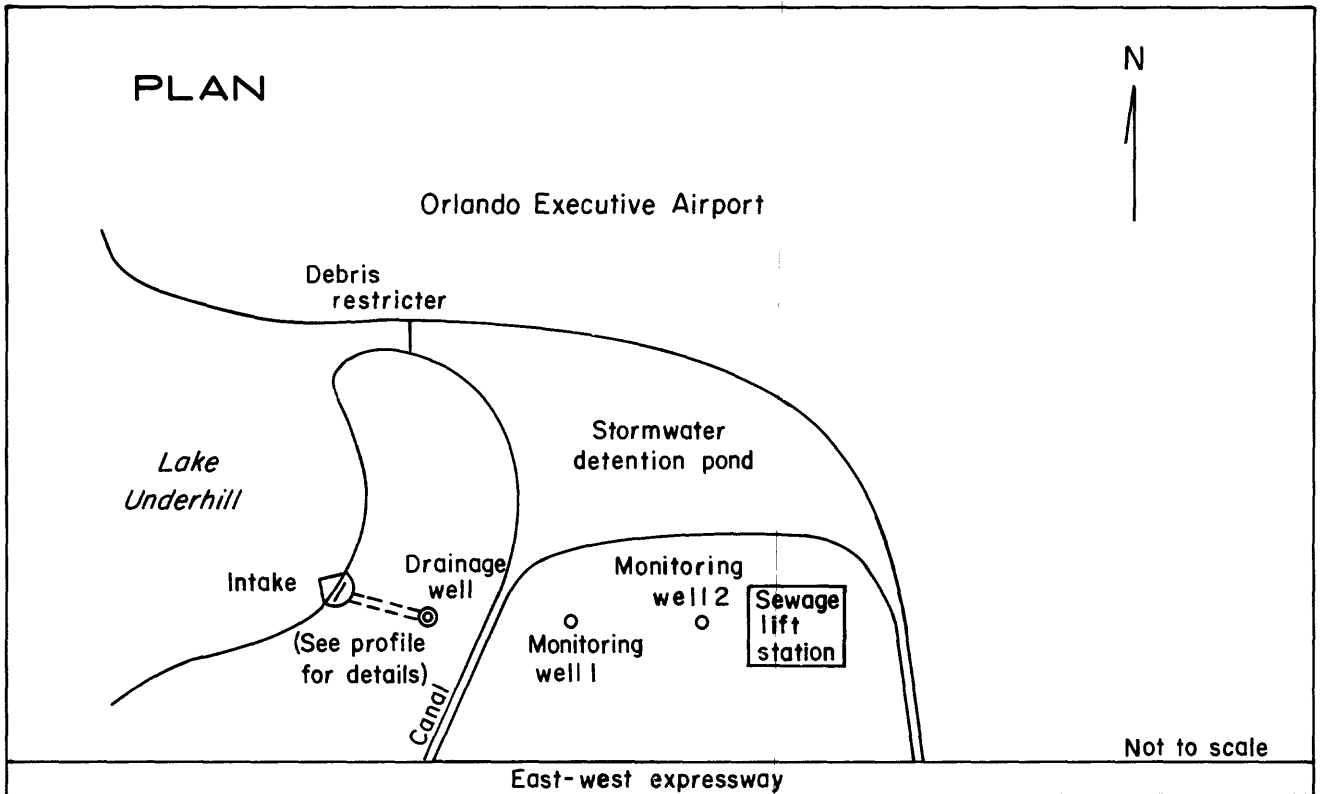 PLAN
N
Orlando Executive Airport
Debris
restricter
Stormwater
detention pond
Lake
Underhill
Intake
Drainage
well
Monitoring
well 2
Sewage
lift
station
(See profile
for details)
Monitoring
well 1
Canal
Not to scale
East-west expressway